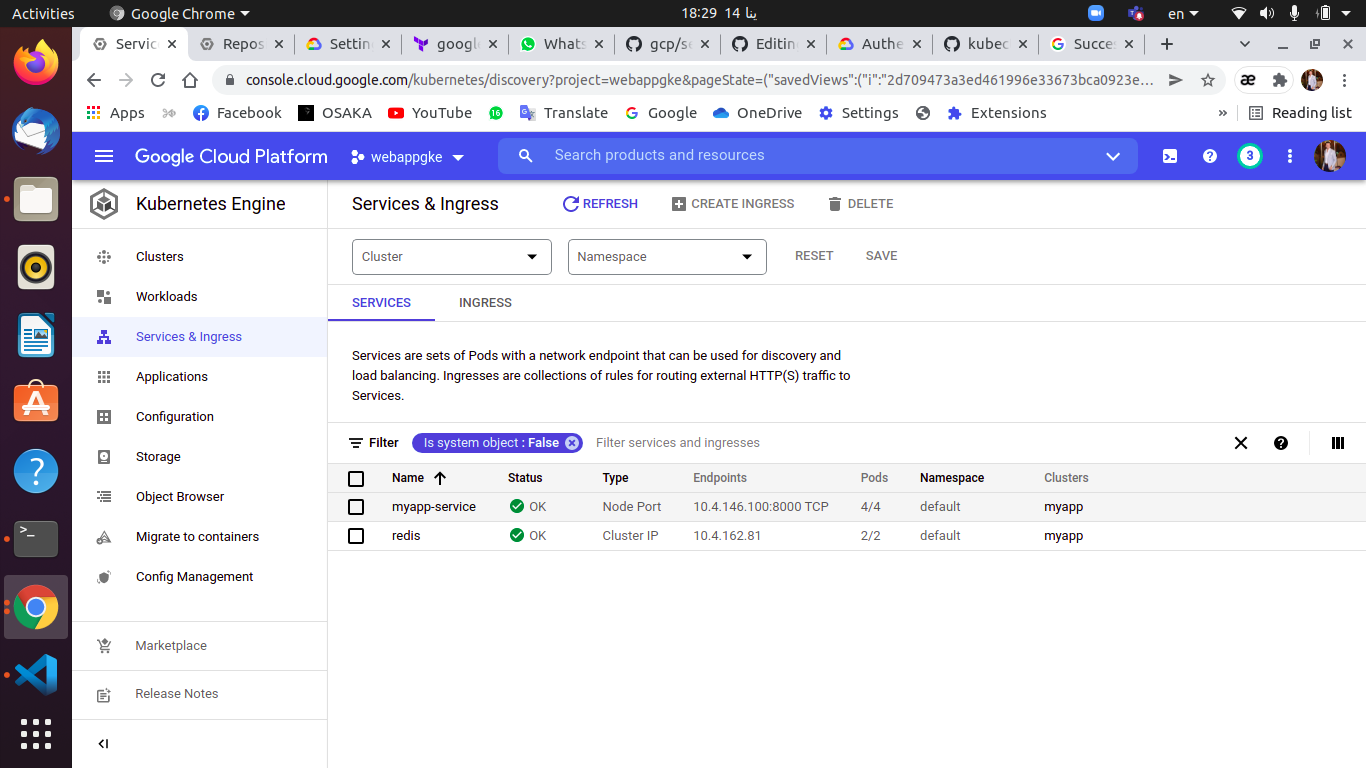 Activities
Google Chrome
18:29 14 ينا
en
Servic
Repos
Settin
googl
Whats
gcp/se
Editin
Authe
kubec
Succes
console.cloud.google.com/kubernetes/discovery?project=webappgke&pageState=("savedViews":("i":"2d709473a3ed461996e33673bca0923e...
Apps
Facebook
OSAKA
YouTube
16
Translate
Google
OneDrive
Settings
Extensions
»
Reading list
Google Cloud Platform
webappgke
Search products and resources
3
Kubernetes Engine
Services & Ingress
REFRESH
CREATE INGRESS
DELETE
Clusters
Workloads
Services & Ingress
Applications
Configuration
Storage
Object Browser
Migrate to containers
Config Management
Marketplace
Release Notes
Cluster
Namespace
RESET
SAVE
SERVICES
INGRESS
Services are sets of Pods with a network endpoint that can be used for discovery and
load balancing. Ingresses are collections of rules for routing external HTTP(S) traffic to
Services.
Filter
Is system object : False
Filter services and ingresses
Name Status Type Endpoints Pods Namespace Clusters
myapp-service OK Node Port 10.4.146.100:8000 TCP 4/4 default myapp
redis OK Cluster IP 10.4.162.81 2/2 default myapp